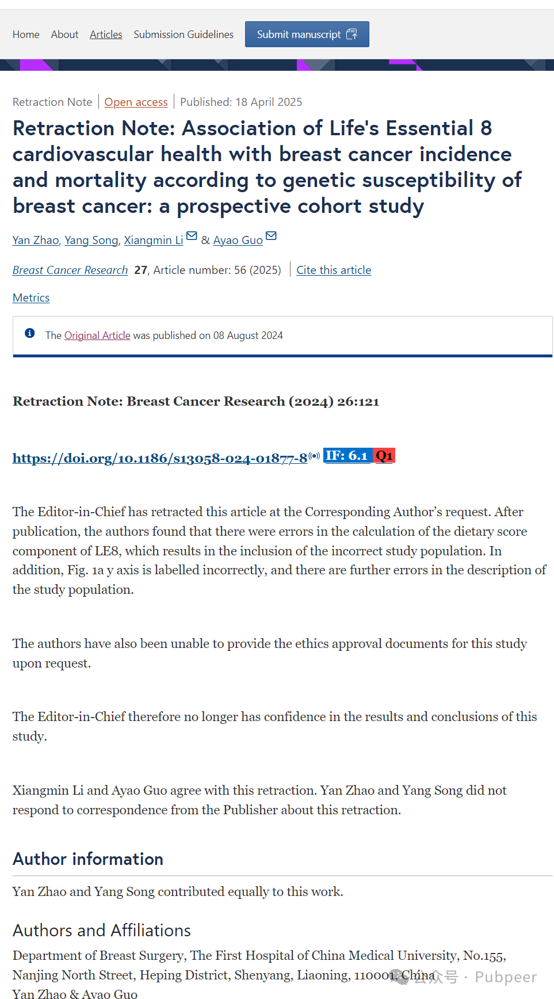 Home About Articles Submission Guidelines Submit manuscript
Retraction Note Open access Published: 18 April 2025
Retraction Note: Association of Life's Essential 8
cardiovascular health with breast cancer incidence
and mortality according to genetic susceptibility of
breast cancer: a prospective cohort study
Yan Zhao, Yang Song, Xiangmin Li & Ayao Guo
Breast Cancer Research 27, Article number: 56 (2025) Cite this article
Metrics
The Original Article was published on 08 August 2024
Retraction Note: Breast Cancer Research (2024) 26:121
https://doi.org/10.1186/s13058-024-01877-8 IF: 6.1 Q1
The Editor-in-Chief has retracted this article at the Corresponding Author’s request. After
publication, the authors found that there were errors in the calculation of the dietary score
component of LE8, which results in the inclusion of the incorrect study population. In
addition, Fig. 1a y axis is labelled incorrectly, and there are further errors in the description of
the study population.
The authors have also been unable to provide the ethics approval documents for this study
upon request.
The Editor-in-Chief therefore no longer has confidence in the results and conclusions of this
study.
Xiangmin Li and Ayao Guo agree with this retraction. Yan Zhao and Yang Song did not
respond to correspondence from the Publisher about this retraction.
Author information
Yan Zhao and Yang Song contributed equally to this work.
Authors and Affiliations
Department of Breast Surgery, The First Hospital of China Medical University, No.155,
Nanjing North Street, Heping District, Shenyang, Liaoning, 110001, China
公众号 · Pubpeer
Yan Zhao & Ayao Guo